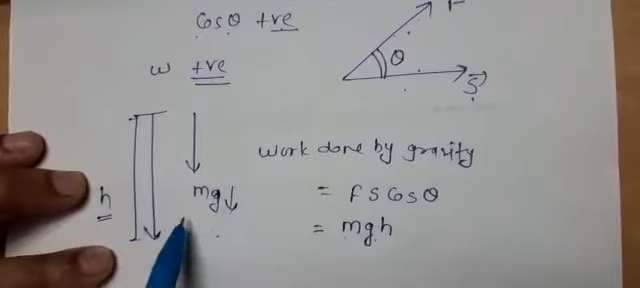 Cosθ +ve
F
θ
w +ve
S
h
mg↓
Work done by gravity
= FSCosθ
= mgh